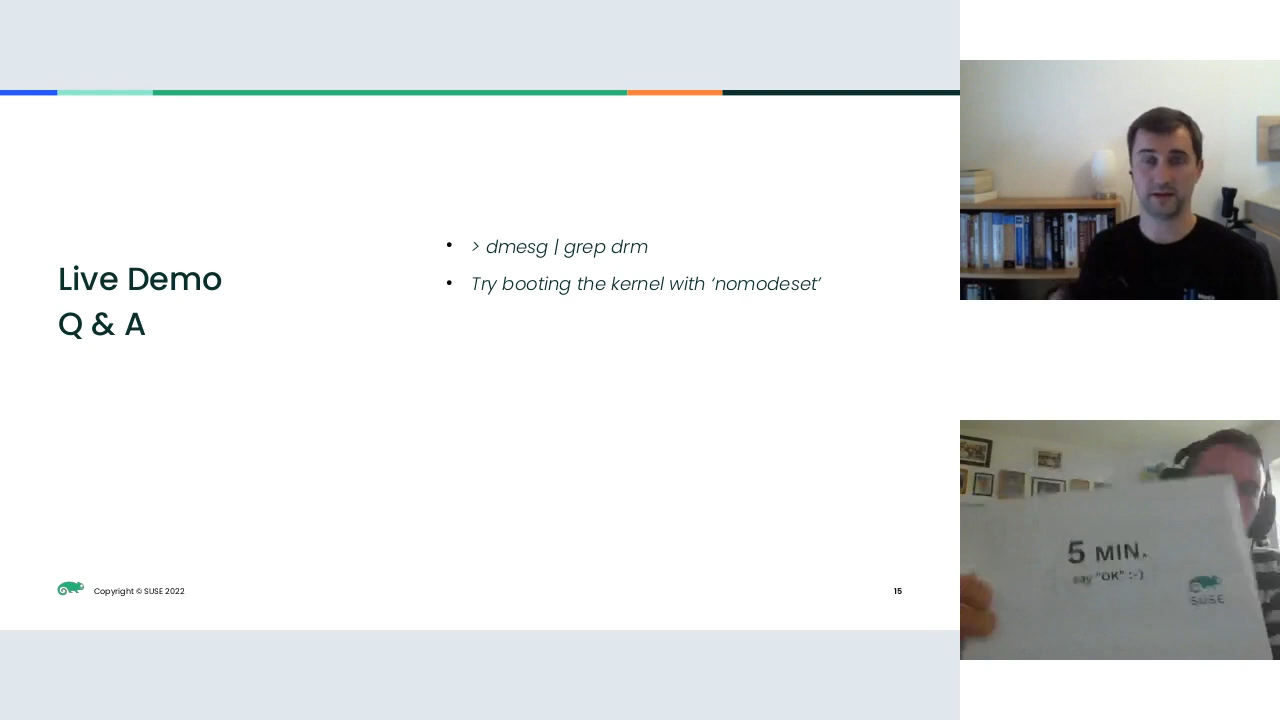 Live Demo
Q & A
• > dmesg | grep drm
• Try booting the kernel with ‘nomodeset’
Copyright © SUSE 2022
15
5 MIN.
say "OK" :-)
SUSE